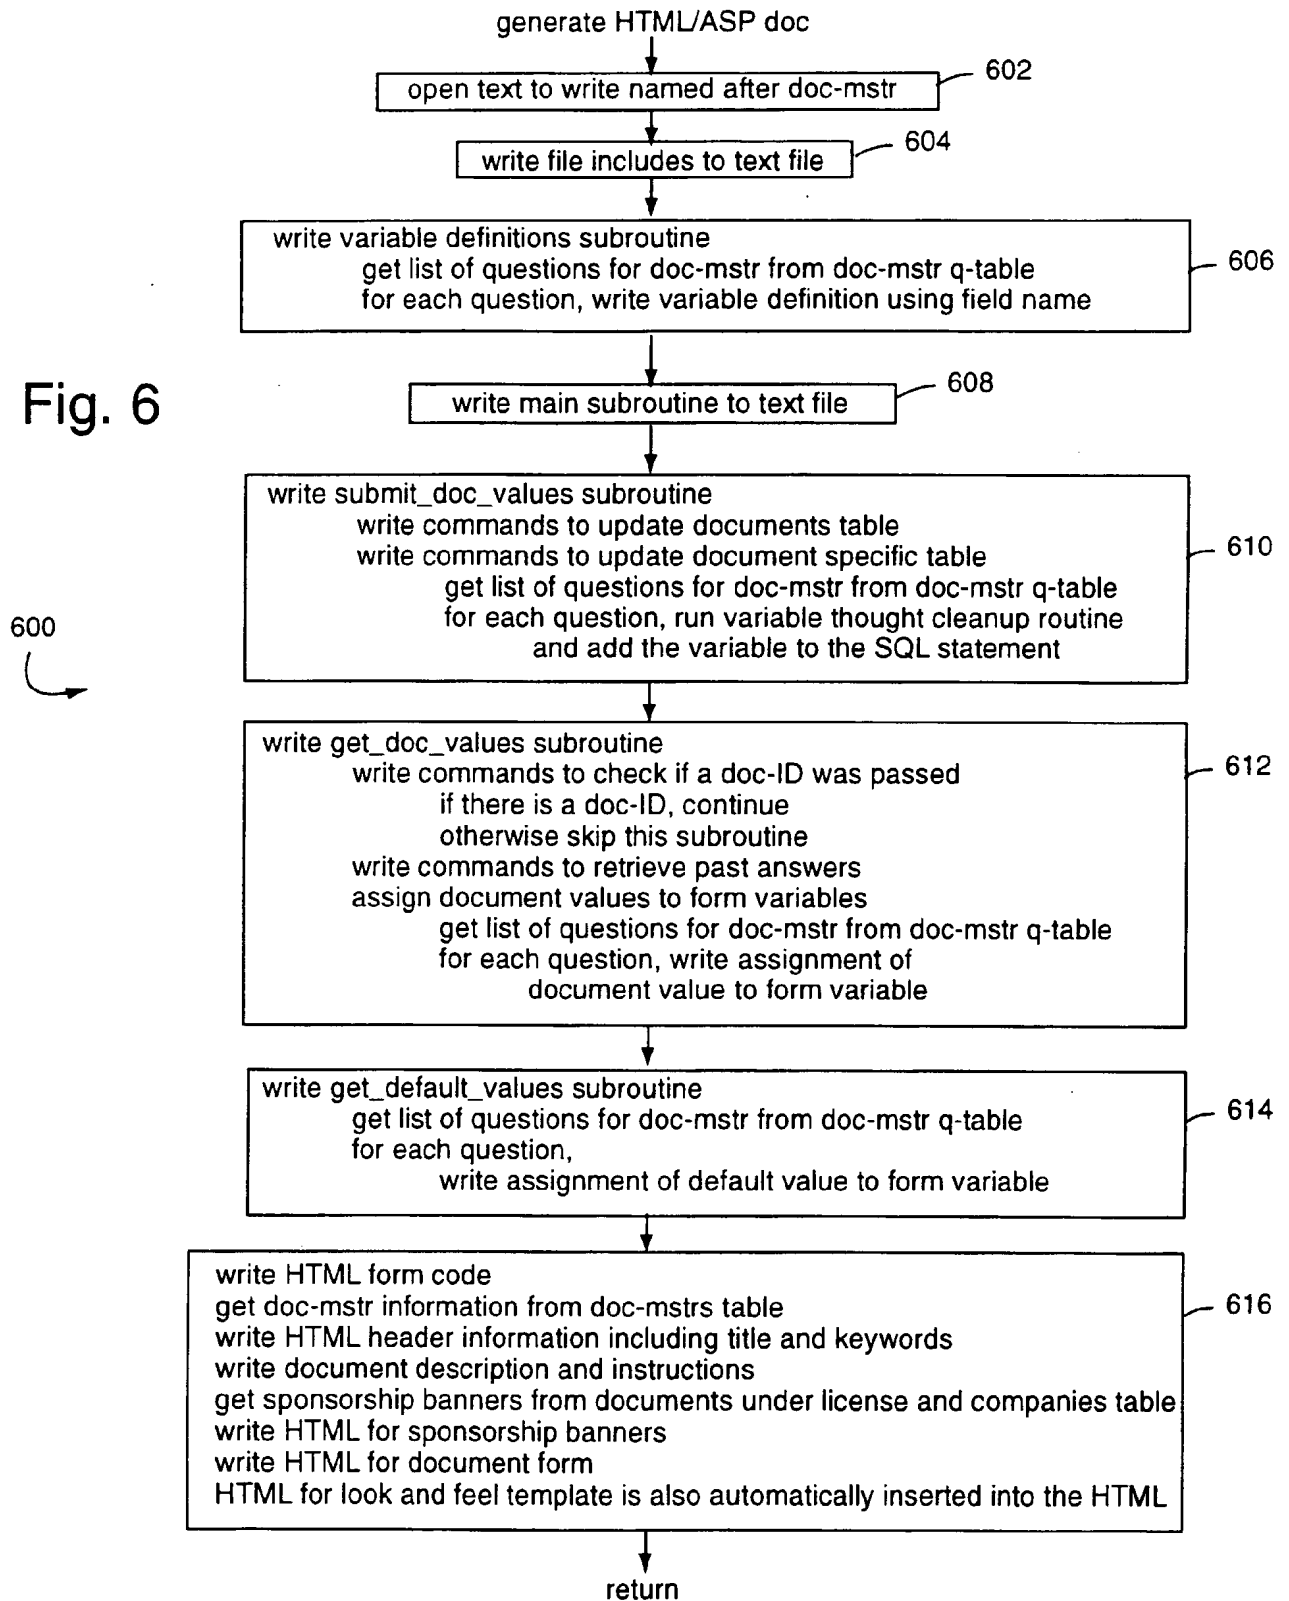 generate HTML/ASP doc
602
open text to write named after doc-mstr
604
write file includes to text file
write variable definitions subroutine
get list of questions for doc-mstr from doc-mstr q-table
for each question, write variable definition using field name
606
Fig. 6
608
write main subroutine to text file
write submit_doc_values subroutine
write commands to update documents table
write commands to update document specific table
get list of questions for doc-mstr from doc-mstr q-table
for each question, run variable thought cleanup routine
and add the variable to the SQL statement
610
600
write get_doc_values subroutine
write commands to check if a doc-ID was passed
if there is a doc-ID, continue
otherwise skip this subroutine
write commands to retrieve past answers
assign document values to form variables
get list of questions for doc-mstr from doc-mstr q-table
for each question, write assignment of
document value to form variable
612
write get_default_values subroutine
get list of questions for doc-mstr from doc-mstr q-table
for each question,
write assignment of default value to form variable
614
write HTML form code
get doc-mstr information from doc-mstrs table
write HTML header information including title and keywords
write document description and instructions
get sponsorship banners from documents under license and companies table
write HTML for sponsorship banners
write HTML for document form
HTML for look and feel template is also automatically inserted into the HTML
616
return